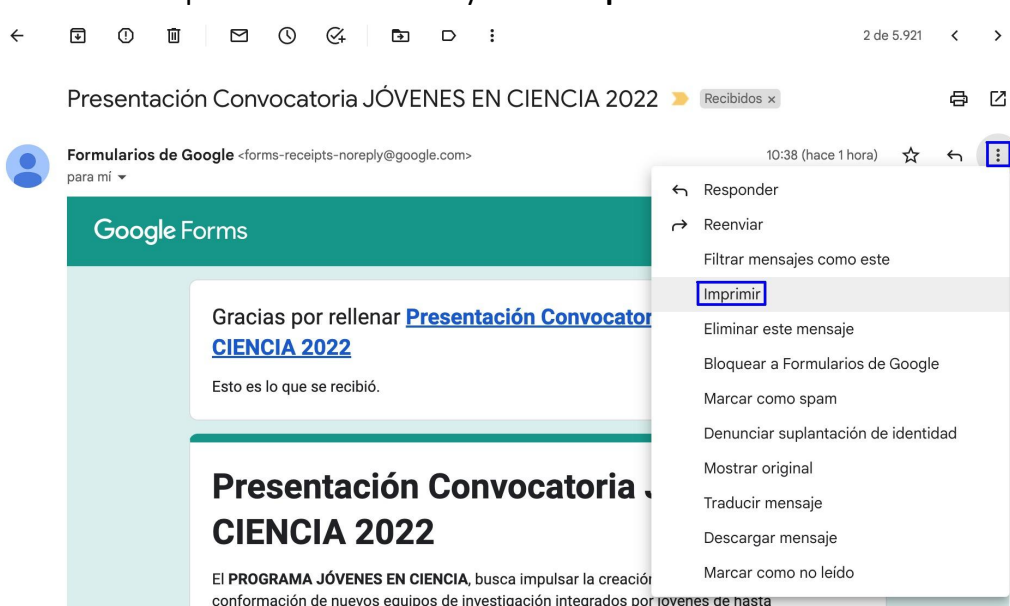 2 de 5.921
Presentación Convocatoria JÓVENES EN CIENCIA 2022 Recibidos x
Formularios de Google <forms-receipts-noreply@google.com> 10:38 (hace 1 hora)
para mí
Google Forms
Gracias por rellenar Presentación Convocator
CIENCIA 2022
Esto es lo que se recibió.
Presentación Convocatoria
CIENCIA 2022
El PROGRAMA JÓVENES EN CIENCIA, busca impulsar la creación
conformación de nuevos equipos de investigación integrados por jóvenes de hasta
Responder
Reenviar
Filtrar mensajes como este
Imprimir
Eliminar este mensaje
Bloquear a Formularios de Google
Marcar como spam
Denunciar suplantación de identidad
Mostrar original
Traducir mensaje
Descargar mensaje
Marcar como no leído